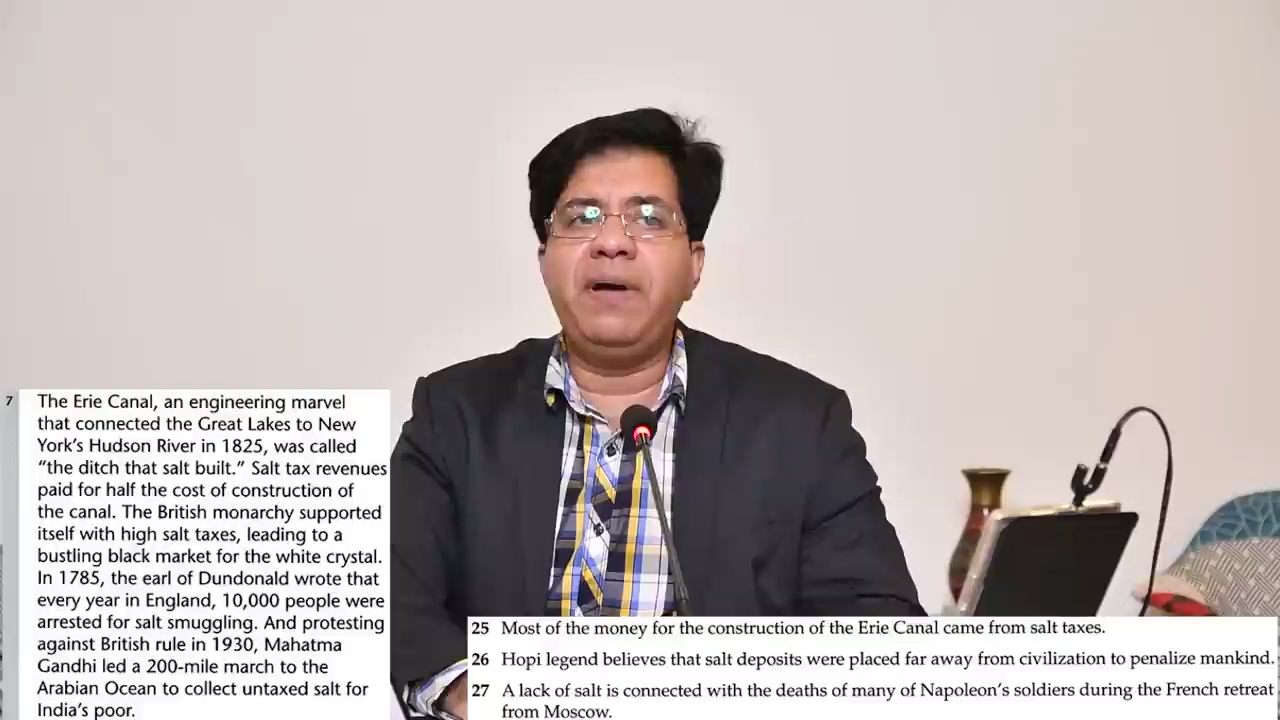 7 The Erie Canal, an engineering marvel
that connected the Great Lakes to New
York's Hudson River in 1825, was called
"the ditch that salt built." Salt tax revenues
paid for half the cost of construction of
the canal. The British monarchy supported
itself with high salt taxes, leading to a
bustling black market for the white crystal.
In 1785, the earl of Dundonald wrote that
every year in England, 10,000 people were
arrested for salt smuggling. And protesting
against British rule in 1930, Mahatma
Gandhi led a 200-mile march to the
Arabian Ocean to collect untaxed salt for
India's poor.
25 Most of the money for the construction of the Erie Canal came from salt taxes.
26 Hopi legend believes that salt deposits were placed far away from civilization to penalize mankind.
27 A lack of salt is connected with the deaths of many of Napoleon's soldiers during the French retreat
from Moscow.